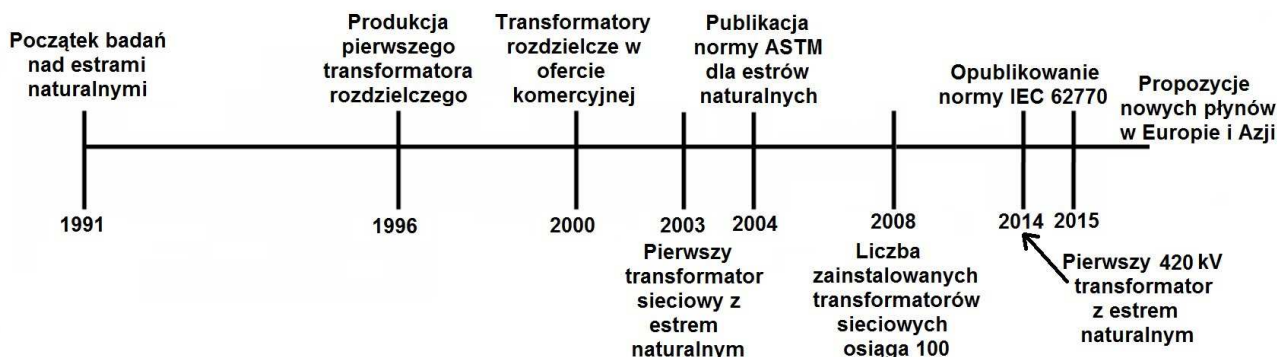 Początek badań
nad estrami
naturalnymi
Produkcja
pierwszego
transformatora
rozdzielczego
Transformatory
rozdzielcze w
ofercie
komercyjnej
Publikacja
normy ASTM
dla estrów
naturalnych
Opublikowanie
normy IEC 62770
Propozycje
nowych płynów
w Europie i Azji
1991
1996
2000
2003
2004
2008
2014
2015
Pierwszy
transformator
sieciowy z
estrem
naturalnym
Liczba
zainstalowanych
transformatorów
sieciowych
osiąga 100
Pierwszy 420 kV
transformator
z estrem
naturalnym